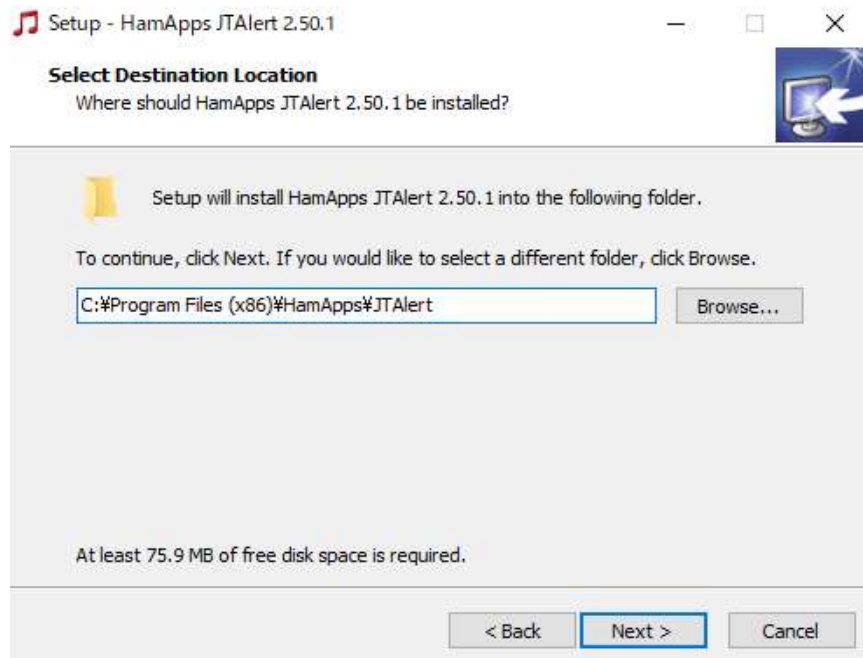 Setup - HamApps JTAlert 2.50.1
Select Destination Location
Where should HamApps JTAlert 2.50.1 be installed?
Setup will install HamApps JTAlert 2.50.1 into the following folder.
To continue, click Next. If you would like to select a different folder, click Browse.
C:¥Program Files (x86)¥HamApps¥JTAlert
Browse...
At least 75.9 MB of free disk space is required.
< Back
Next >
Cancel